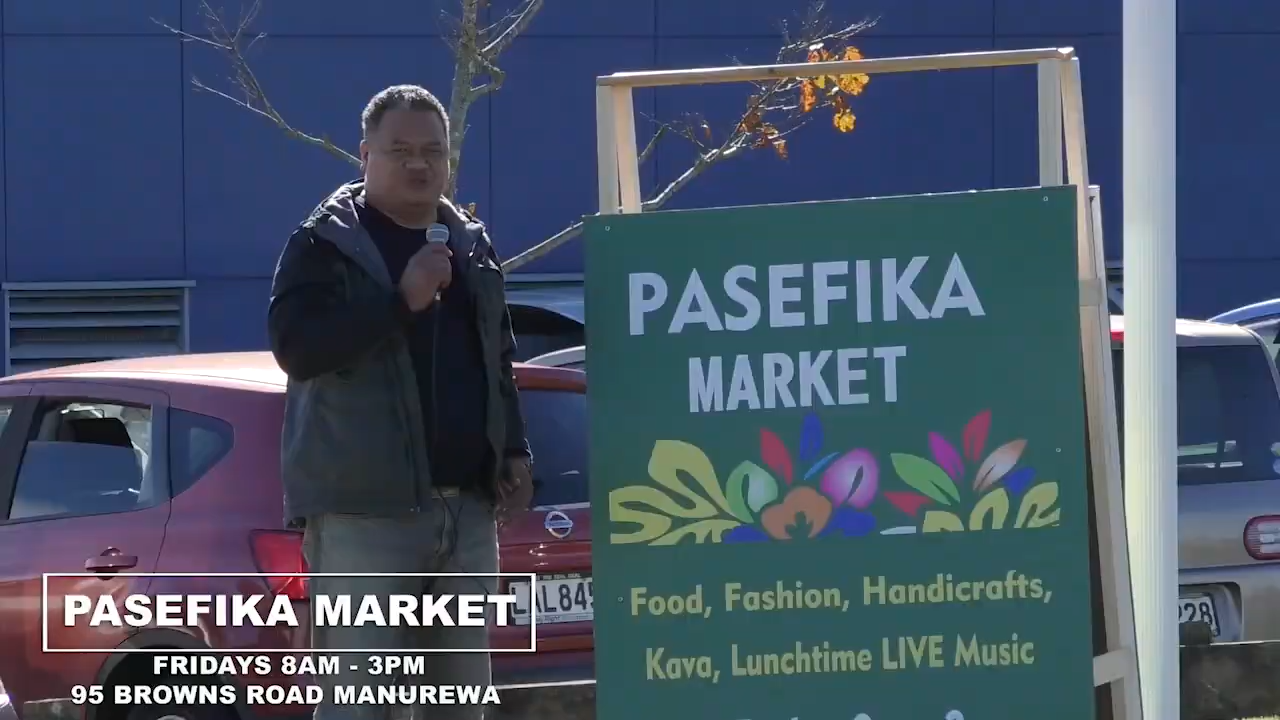 PASEFIKA
MARKET
Food, Fashion, Handicrafts,
Kava, Lunchtime LIVE Music
PASEFIKA MARKET
FRIDAYS 8AM - 3PM
95 BROWNS ROAD MANUREWA